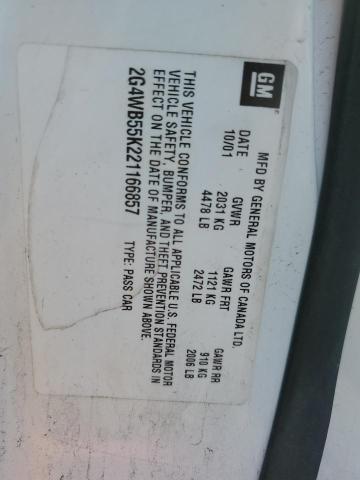 GM
MFD BY GENERAL MOTORS OF CANADA LTD.
DATE GVWR GAWR FRT GAWR RR
10/01 2031 KG 1121 KG 910 KG
4478 LB 2472 LB 2006 LB
THIS VEHICLE CONFORMS TO ALL APPLICABLE U.S. FEDERAL MOTOR
VEHICLE SAFETY, BUMPER, AND THEFT PREVENTION STANDARDS IN
EFFECT ON THE DATE OF MANUFACTURE SHOWN ABOVE.
2G4WB55K221166857 TYPE: PASS CAR